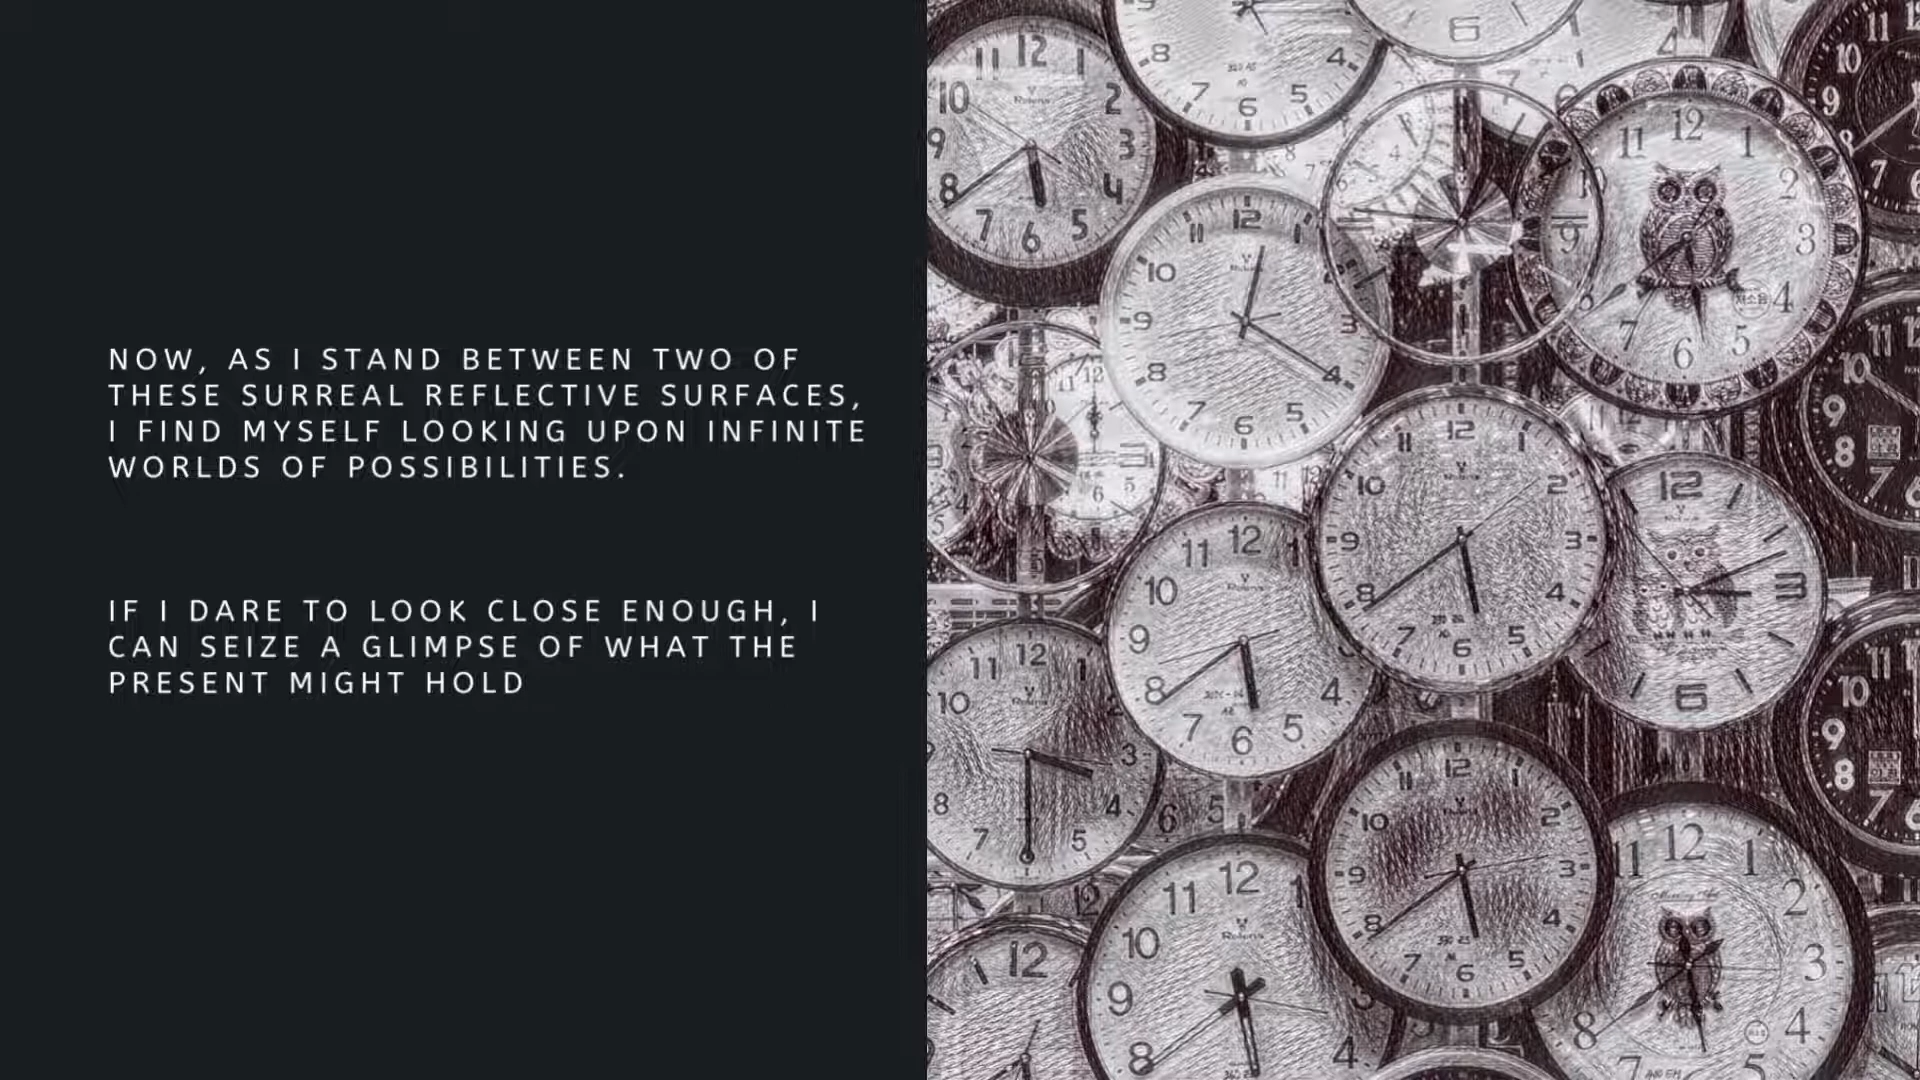 NOW, AS I STAND BETWEEN TWO OF
THESE SURREAL REFLECTIVE SURFACES,
I FIND MYSELF LOOKING UPON INFINITE
WORLDS OF POSSIBILITIES.
IF I DARE TO LOOK CLOSE ENOUGH, I
CAN SEIZE A GLIMPSE OF WHAT THE
PRESENT MIGHT HOLD